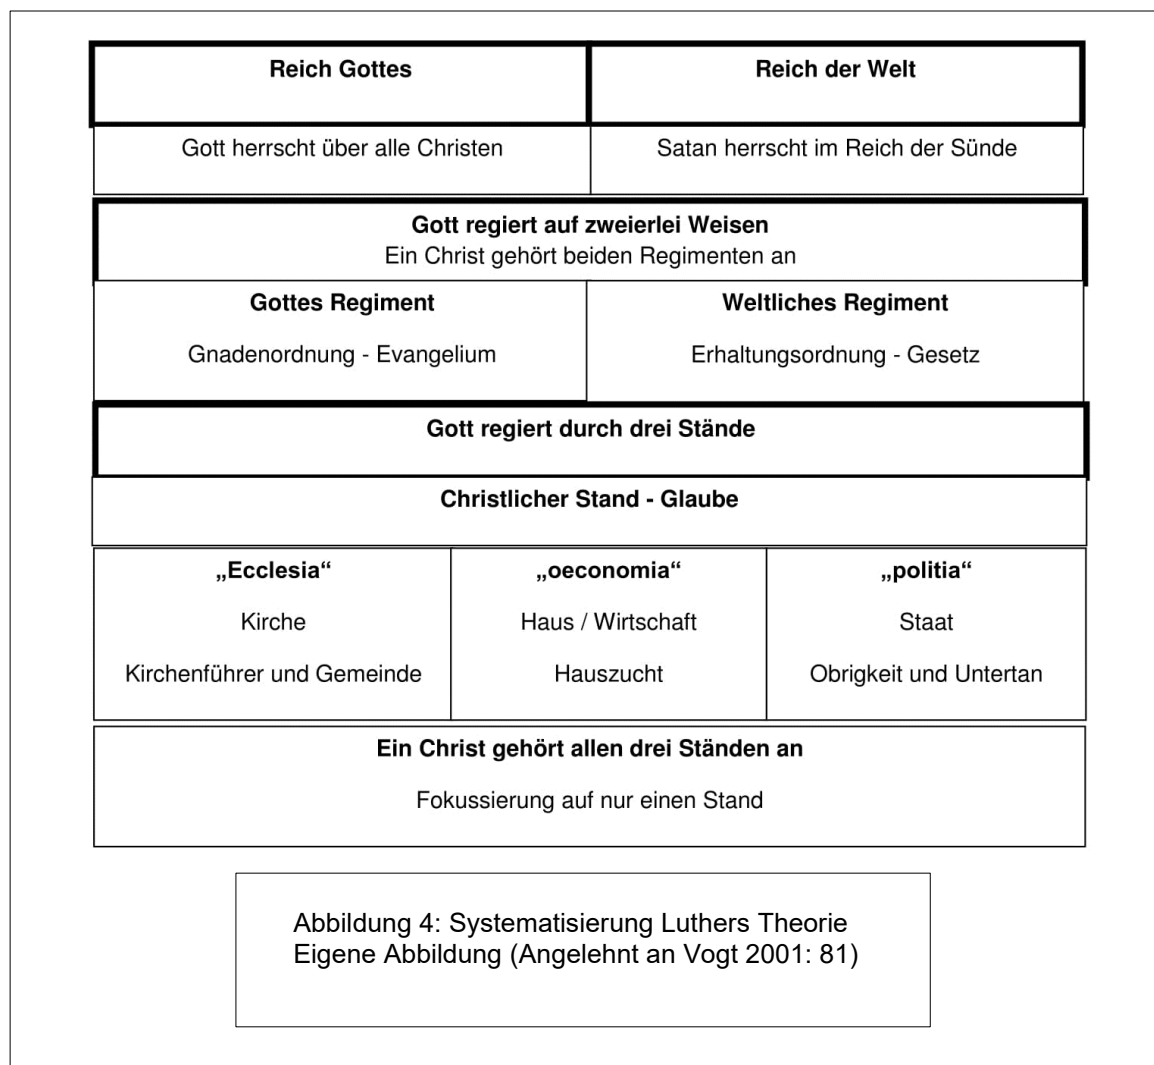 Reich Gottes
Reich der Welt
Gott herrscht über alle Christen
Satan herrscht im Reich der Sünde
Gott regiert auf zweierlei Weisen
Ein Christ gehört beiden Regimenten an
Gottes Regiment
Weltliches Regiment
Gnadenordnung - Evangelium
Erhaltungsordnung - Gesetz
Gott regiert durch drei Stände
Christlicher Stand - Glaube
„Ecclesia“
„oeconomia“
„politia“
Kirche
Haus / Wirtschaft
Staat
Kirchenführer und Gemeinde
Hauszucht
Obrigkeit und Untertan
Ein Christ gehört allen drei Ständen an
Fokussierung auf nur einen Stand
Abbildung 4: Systematisierung Luthers Theorie
Eigene Abbildung (Angelehnt an Vogt 2001: 81)